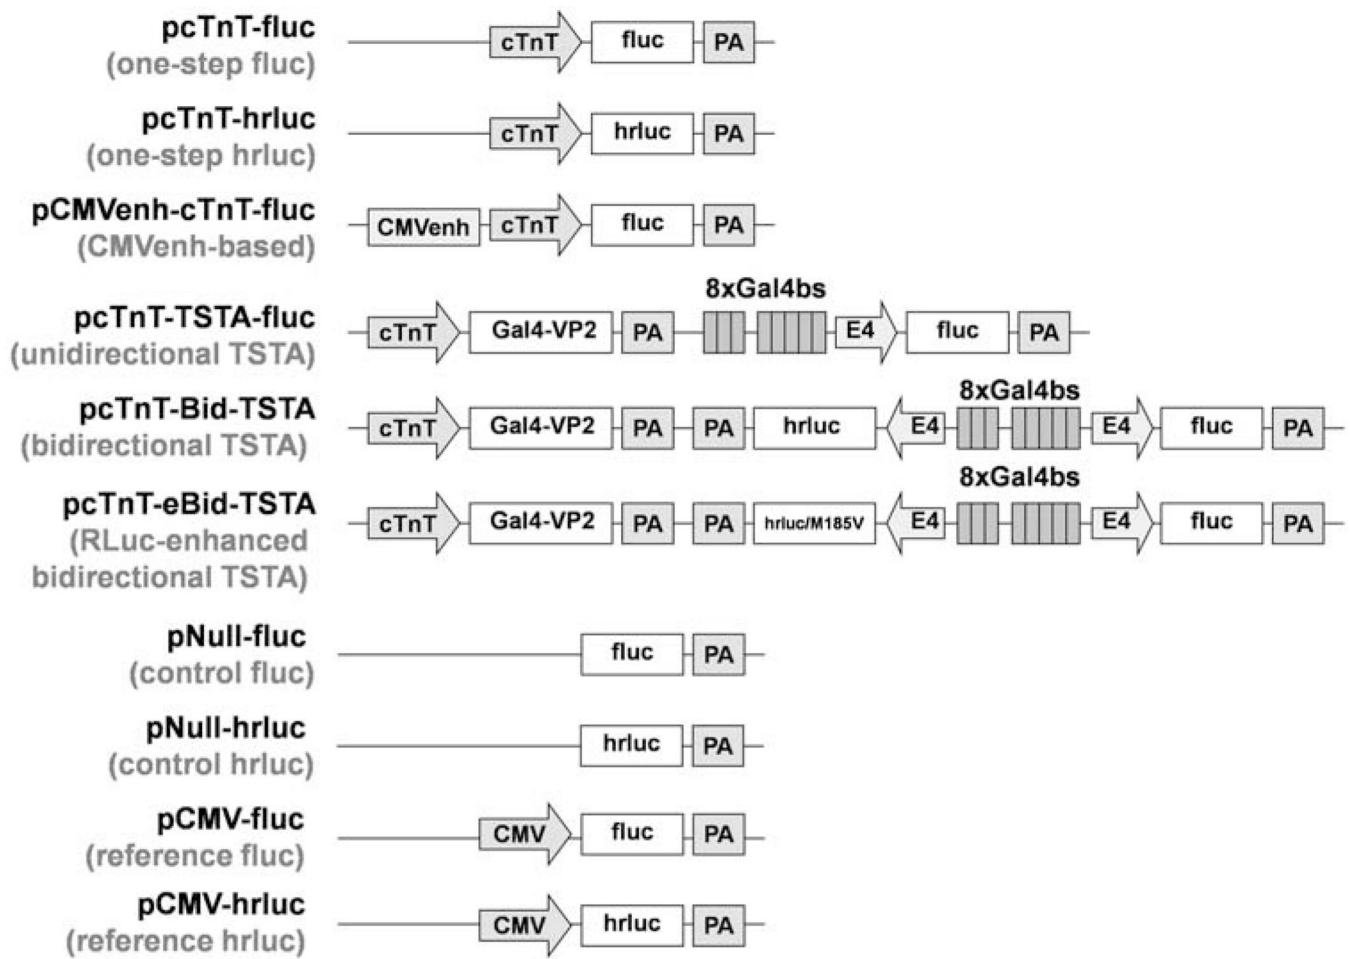 pcTnT-fluc
(one-step fluc)
cTnT fluc PA
pcTnT-hrluc
(one-step hrluc)
cTnT hrluc PA
pCMVenh-cTnT-fluc
(CMVenh-based)
CMVenh cTnT fluc PA
8xGal4bs
pcTnT-TSTA-fluc
(unidirectional TSTA)
cTnT Gal4-VP2 PA E4 fluc PA
8xGal4bs
pcTnT-Bid-TSTA
(bidirectional TSTA)
cTnT Gal4-VP2 PA PA hrluc E4 E4 fluc PA
8xGal4bs
pcTnT-eBid-TSTA
(RLuc-enhanced
bidirectional TSTA)
cTnT Gal4-VP2 PA PA hrluc/M185V E4 E4 fluc PA
pNull-fluc
(control fluc)
fluc PA
pNull-hrluc
(control hrluc)
hrluc PA
pCMV-fluc
(reference fluc)
CMV fluc PA
pCMV-hrluc
(reference hrluc)
CMV hrluc PA